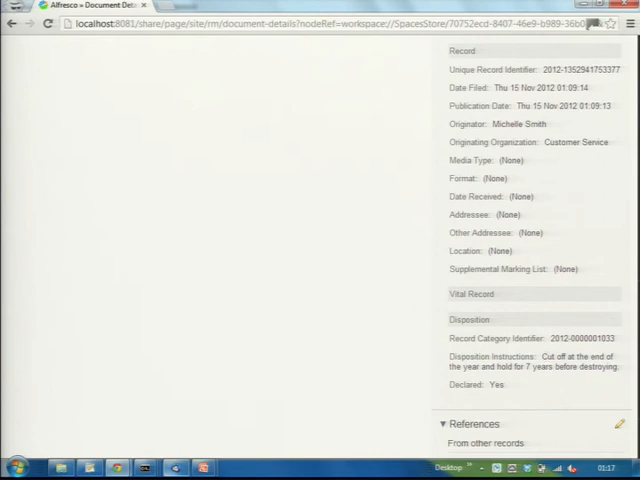 Alfresco » Document Deta
localhost:8081/share/page/site/rm/document-details?nodeRef=workspace://SpacesStore/70752ecd-8407-46e9-b989-36b0
Record
Unique Record Identifier: 2012-1352941753377
Date Filed: Thu 15 Nov 2012 01:09:14
Publication Date: Thu 15 Nov 2012 01:09:13
Originator: Michelle Smith
Originating Organization: Customer Service
Media Type: (None)
Format: (None)
Date Received: (None)
Addressee: (None)
Other Addressee: (None)
Location: (None)
Supplemental Marking List: (None)
Vital Record
Disposition
Record Category Identifier: 2012-0000001033
Disposition Instructions: Cut off at the end of
the year and hold for 7 years before destroying.
Declared: Yes
References
From other records
Desktop
01:17